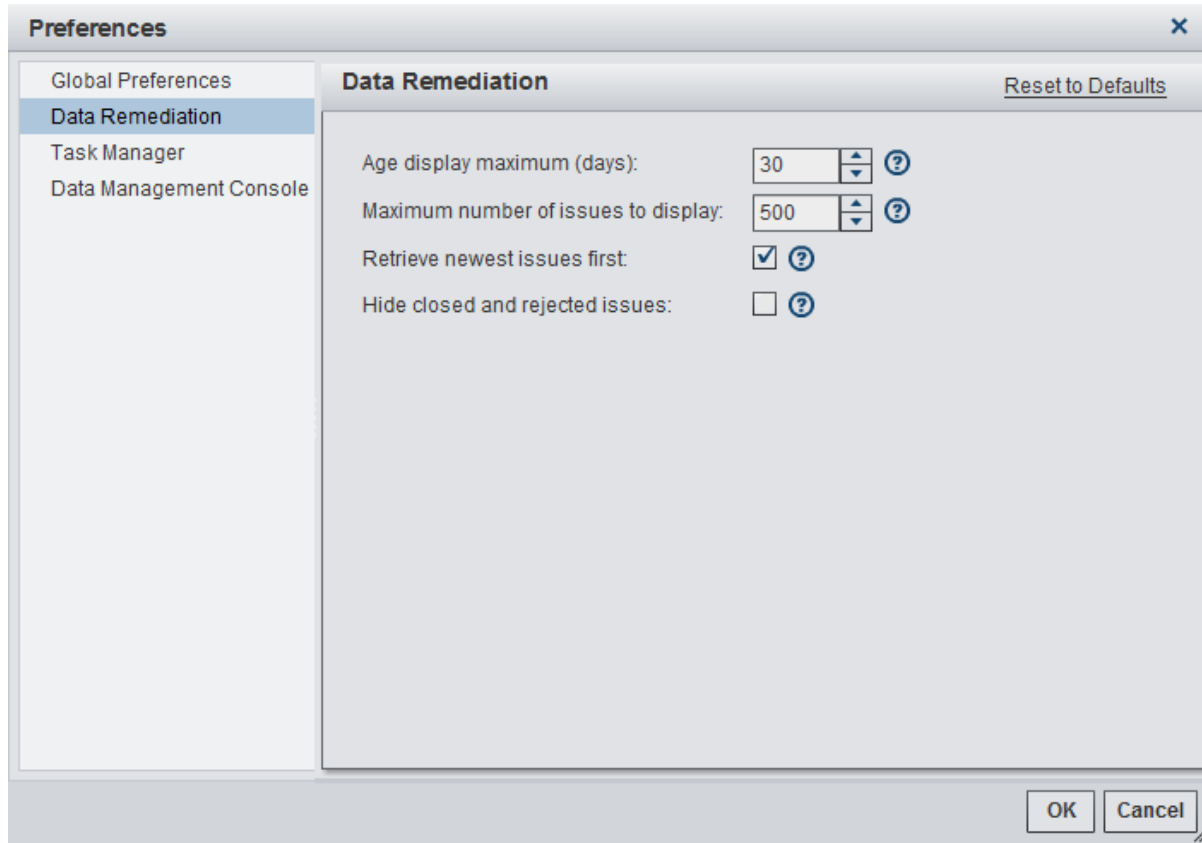 Preferences
Global Preferences
Data Remediation
Task Manager
Data Management Console
Data Remediation
Reset to Defaults
Age display maximum (days):
30
Maximum number of issues to display:
500
Retrieve newest issues first:
Hide closed and rejected issues:
OK
Cancel